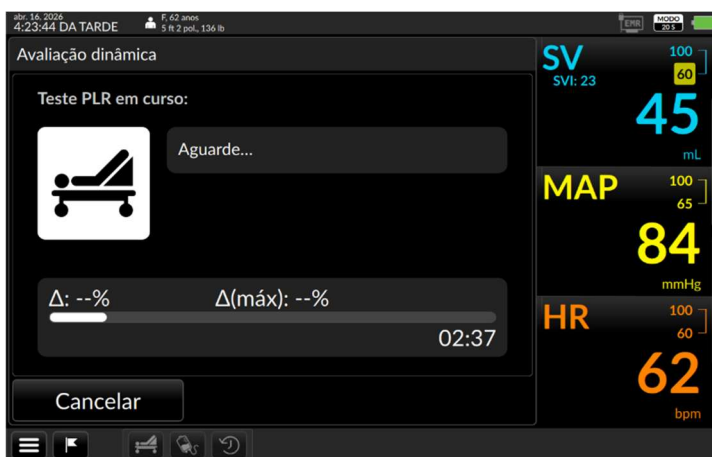 abr. 16, 2026
4:23:44 DA TARDE
F, 62 anos
5 ft 2 pol., 136 lb
EMR
MODO
20 S
Avaliação dinâmica
Teste PLR em curso:
Aguarde...
Δ: --%
Δ(máx): --%
02:37
Cancelar
SV
SVI: 23
100
60
45
mL
MAP
100
65
84
mmHg
HR
100
60
62
bpm